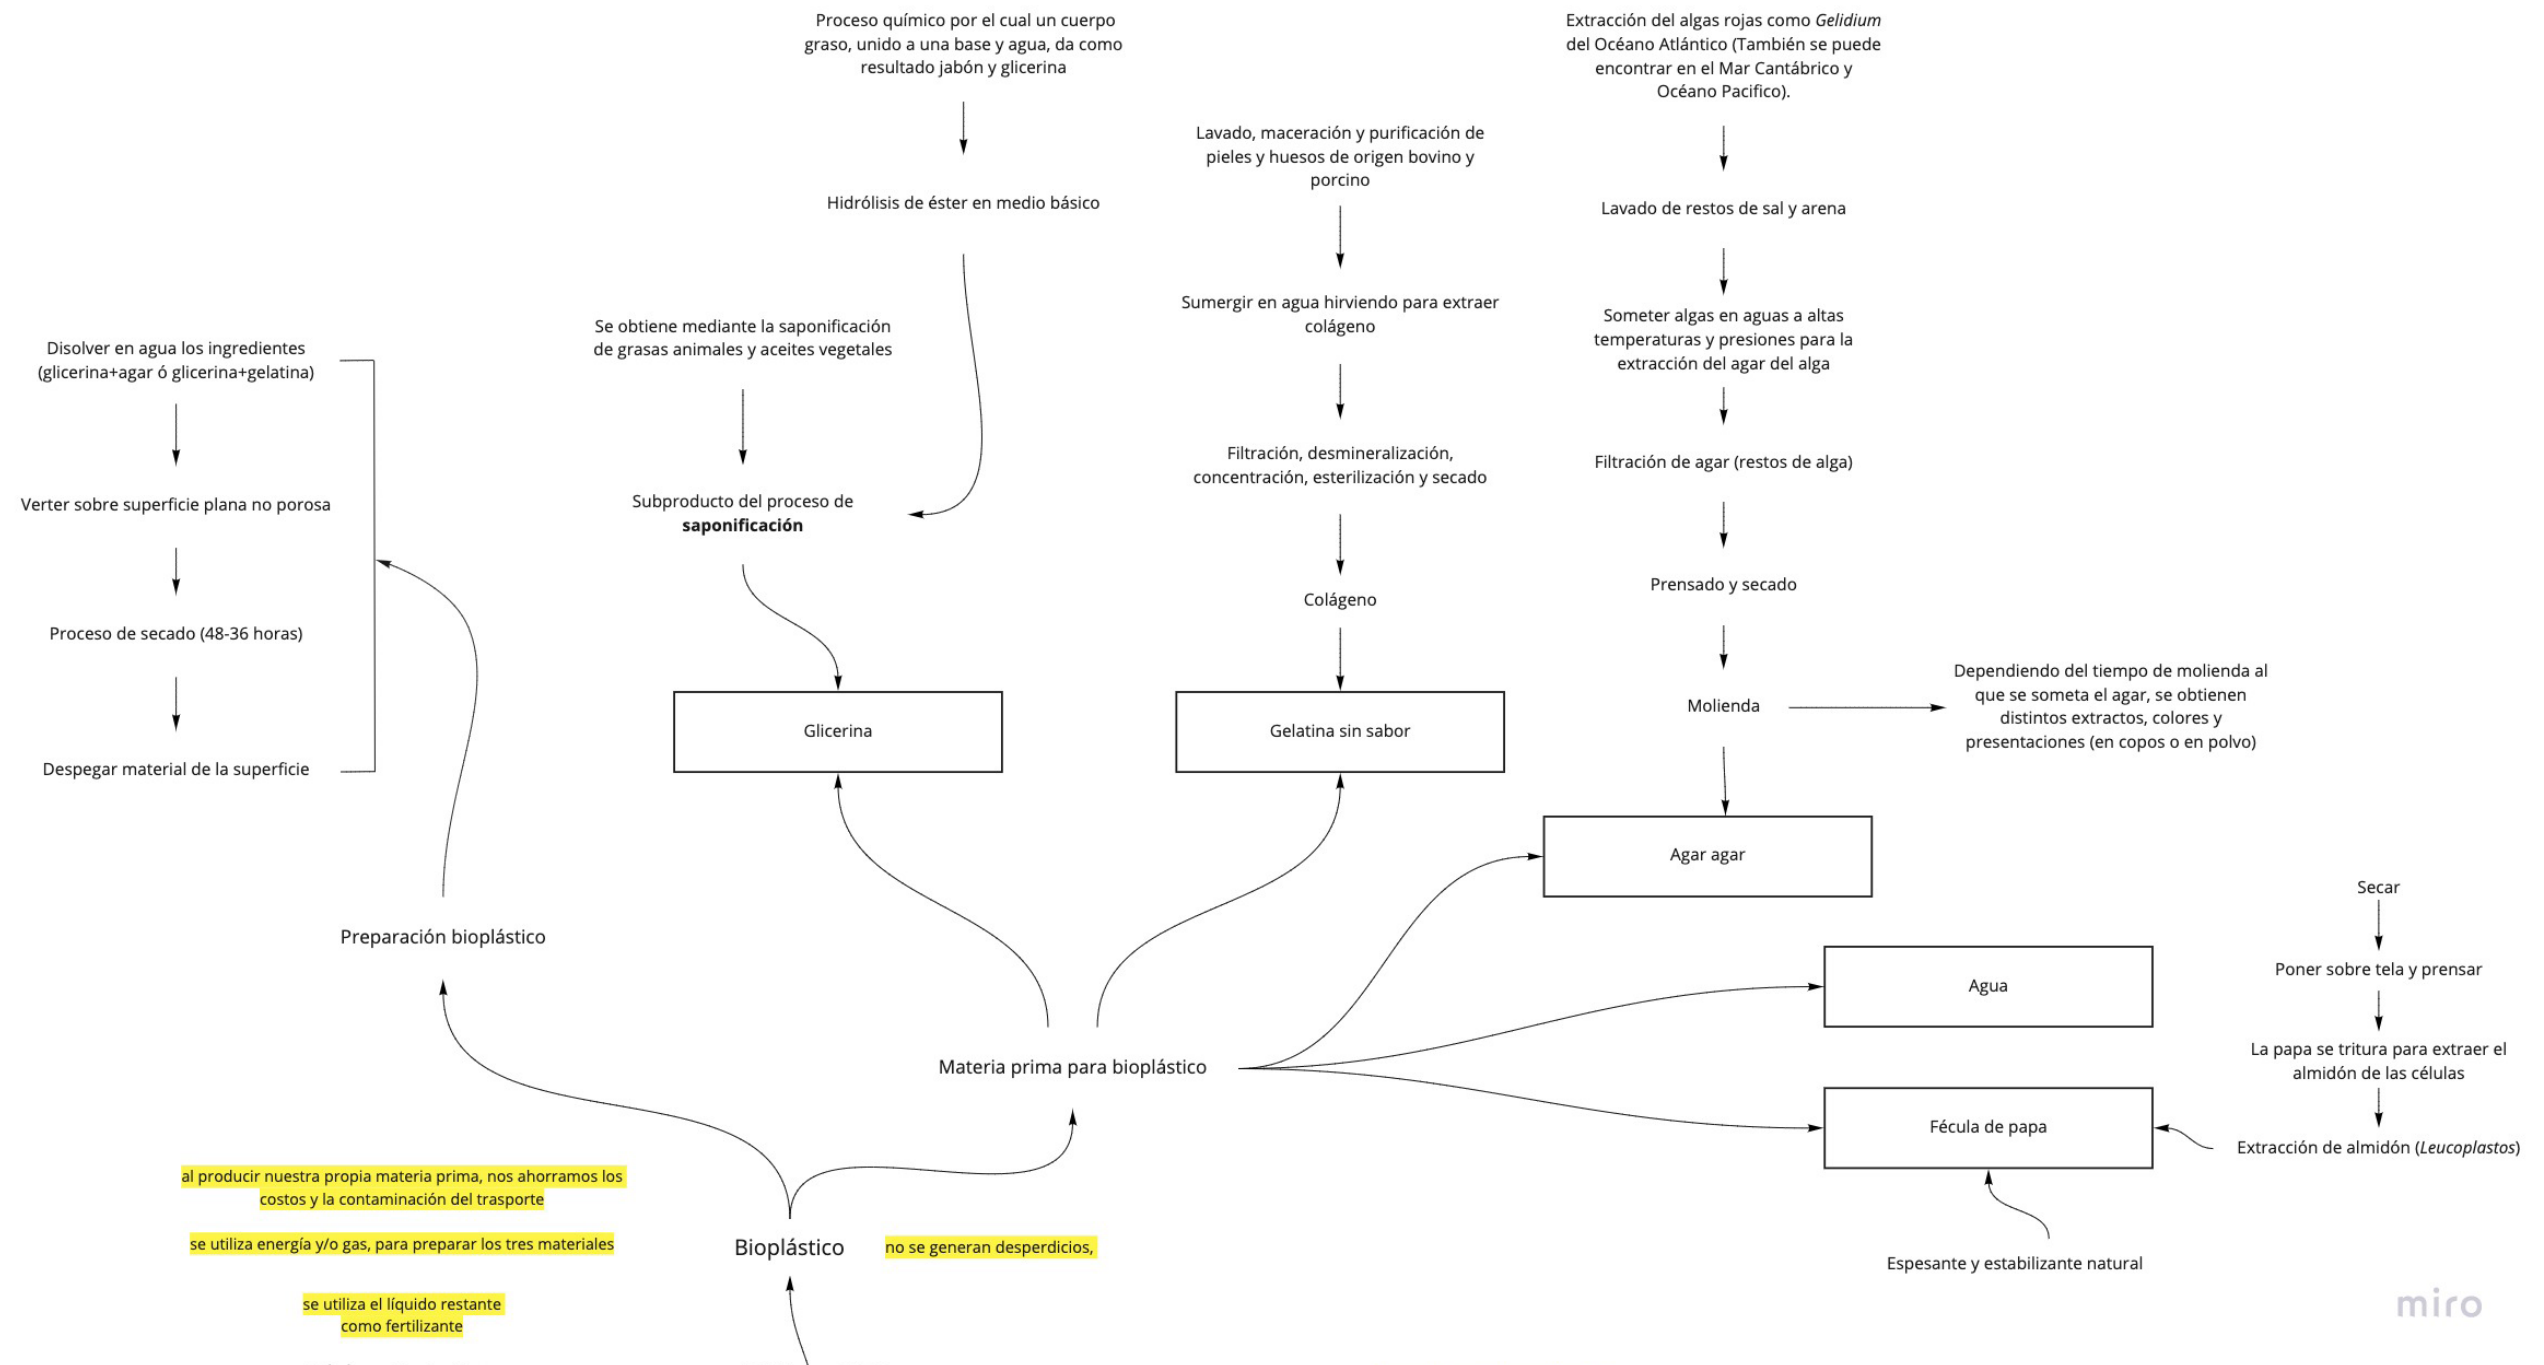 Proceso químico por el cual un cuerpo
graso, unido a una base y agua, da como
resultado jabón y glicerina
Hidrólisis de éster en medio básico
Se obtiene mediante la saponificación
de grasas animales y aceites vegetales
Subproducto del proceso de
saponificación
Glicerina
Lavado, maceración y purificación de
pieles y huesos de origen bovino y
porcino
Sumergir en agua hirviendo para extraer
colágeno
Filtración, desmineralización,
concentración, esterilización y secado
Colágeno
Gelatina sin sabor
Extracción del algas rojas como Gelidium
del Océano Atlántico (También se puede
encontrar en el Mar Cantábrico y
Océano Pacifico).
Lavado de restos de sal y arena
Someter algas en aguas a altas
temperaturas y presiones para la
extracción del agar del alga
Filtración de agar (restos de alga)
Prensado y secado
Molienda
Dependiendo del tiempo de molienda al
que se someta el agar, se obtienen
distintos extractos, colores y
presentaciones (en copos o en polvo)
Agar agar
Disolver en agua los ingredientes
(glicerina+agar ó glicerina+gelatina)
Verter sobre superficie plana no porosa
Proceso de secado (48-36 horas)
Despegar material de la superficie
Preparación bioplástico
Materia prima para bioplástico
Agua
Fécula de papa
Secar
Poner sobre tela y prensar
La papa se tritura para extraer el
almidón de las células
Extracción de almidón (Leucoplastos)
Espesante y estabilizante natural
al producir nuestra propia materia prima, nos ahorramos los
costos y la contaminación del trasporte
se utiliza energía y/o gas, para preparar los tres materiales
Bioplástico
no se generan desperdicios,
se utiliza el líquido restante
como fertilizante
miro